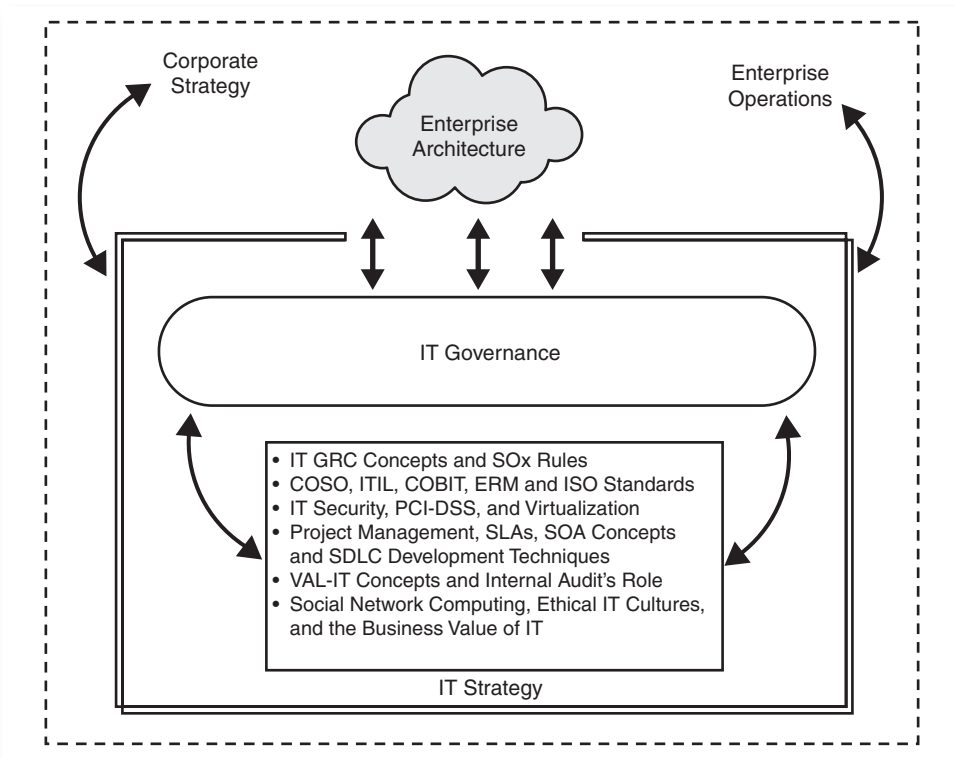 Corporate
Strategy
Enterprise
Architecture
Enterprise
Operations
IT Governance
• IT GRC Concepts and SOx Rules
• COSO, ITIL, COBIT, ERM and ISO Standards
• IT Security, PCI-DSS, and Virtualization
• Project Management, SLAs, SOA Concepts
and SDLC Development Techniques
• VAL-IT Concepts and Internal Audit’s Role
• Social Network Computing, Ethical IT Cultures,
and the Business Value of IT
IT Strategy